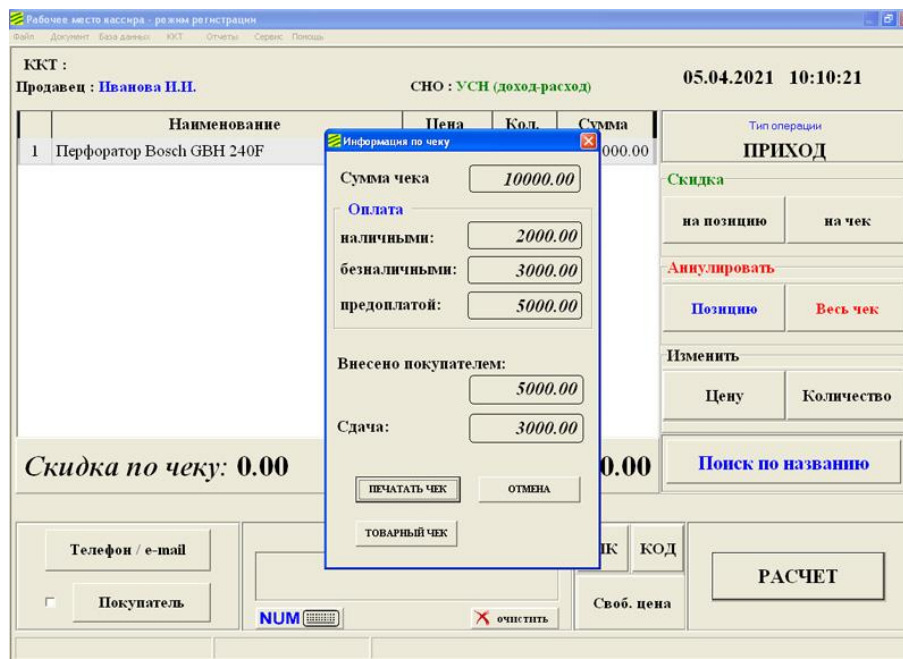 Рабочее место кассира - режим регистрации
Файл Документ База данных ККТ Отчеты Сервис Помощь
ККТ :
Продавец : Иванова И.И.
СНО : УСН (доход-расход)
05.04.2021 10:10:21
Наименование Цена Кол. Сумма
1 Перфоратор Bosch GBH 240F 000.00
Информация по чеку
Сумма чека 10000.00
Оплата
наличными: 2000.00
безналичными: 3000.00
предоплатой: 5000.00
Внесено покупателем:
5000.00
Сдача: 3000.00
ПЕЧАТАТЬ ЧЕК ОТМЕНА
ТОВАРНЫЙ ЧЕК
Тип операции
ПРИХОД
Скидка
на позицию на чек
Аннулировать
Позицию Весь чек
Изменить
Цену Количество
Скидка по чеку: 0.00 0.00
Поиск по названию
Телефон / e-mail
Покупатель
NUM
очистить
КОД
Своб. цена
РАСЧЕТ